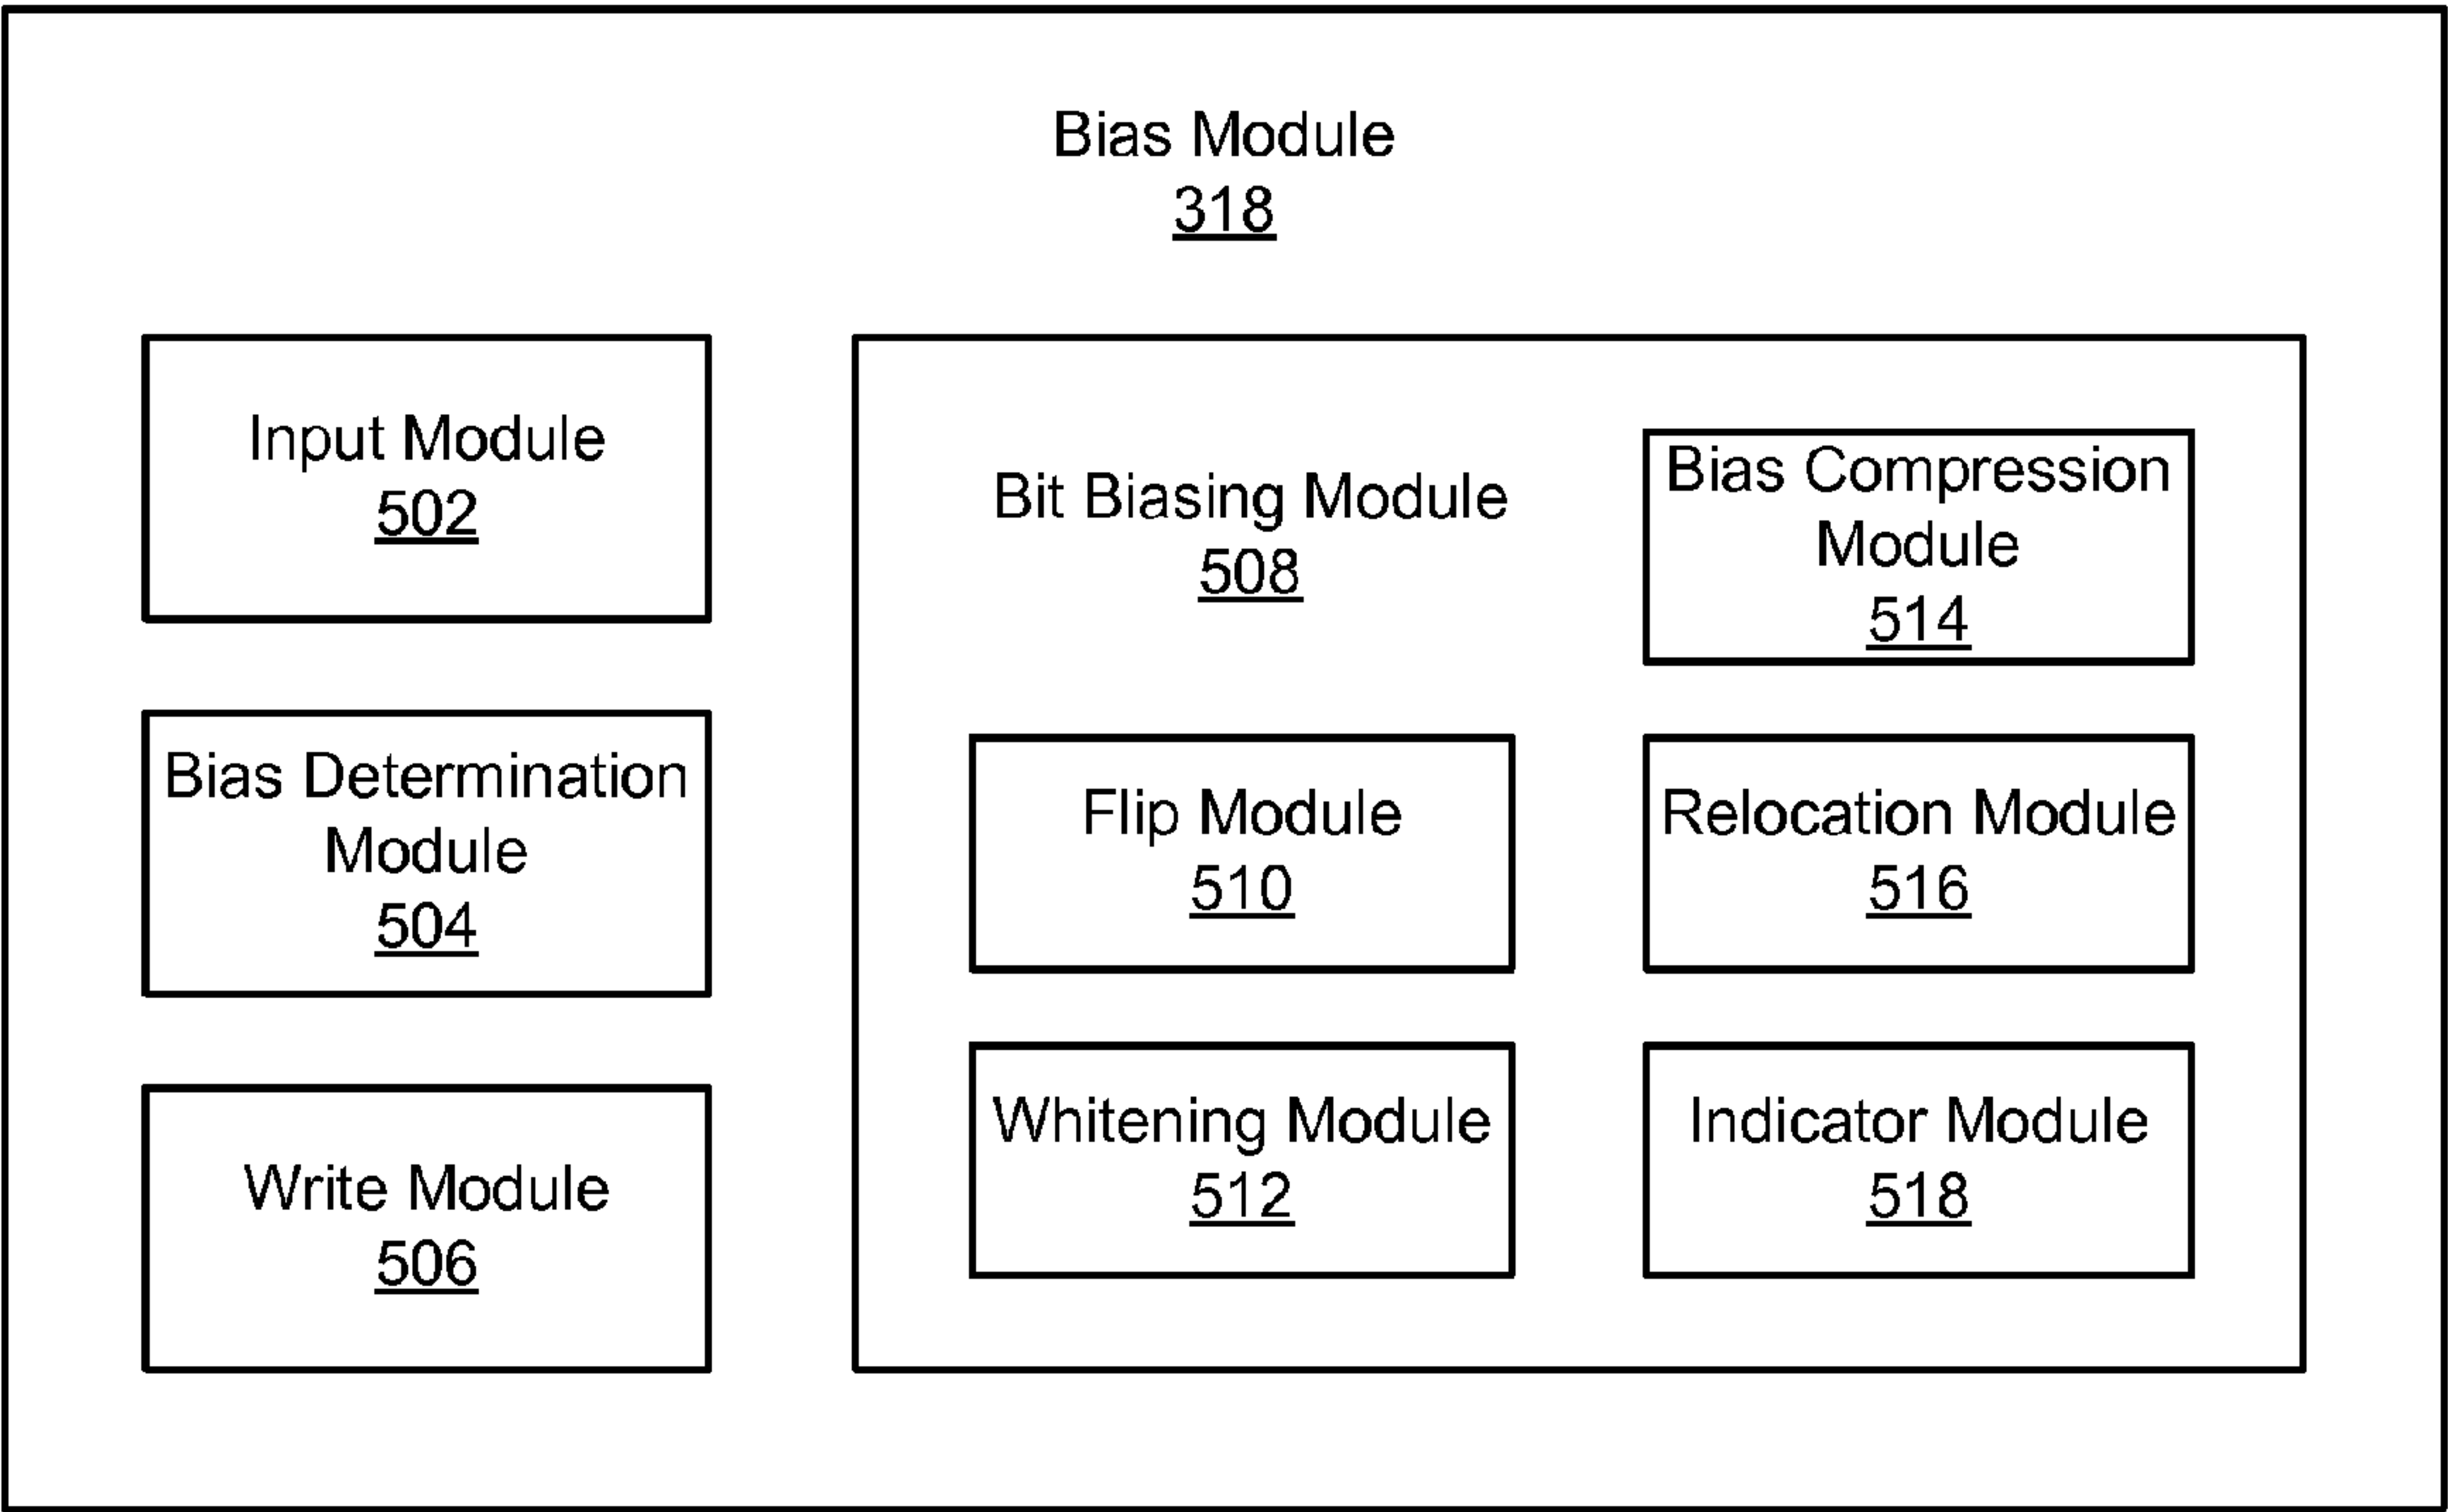 Bias Module
318
Input Module
502
Bias Determination
Module
504
Write Module
506
Bit Biasing Module
508
Bias Compression
Module
514
Flip Module
510
Relocation Module
516
Whitening Module
512
Indicator Module
518